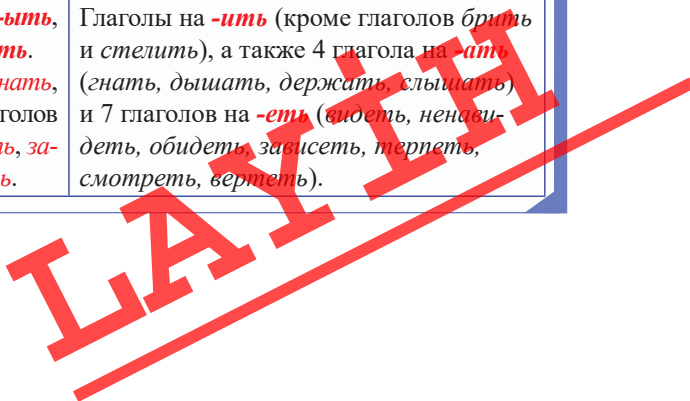 -ыть, Глаголы на -ить (кроме глаголов брить
ть. и стелить), а также 4 глагола на -ать
нать, (гнать, дышать, держать, слышать)
голов и 7 глаголов на -еть (видеть, ненави-
ь, за- деть, обидеть, зависеть, терпеть,
ь. смотреть, вертеть).
LAYİH